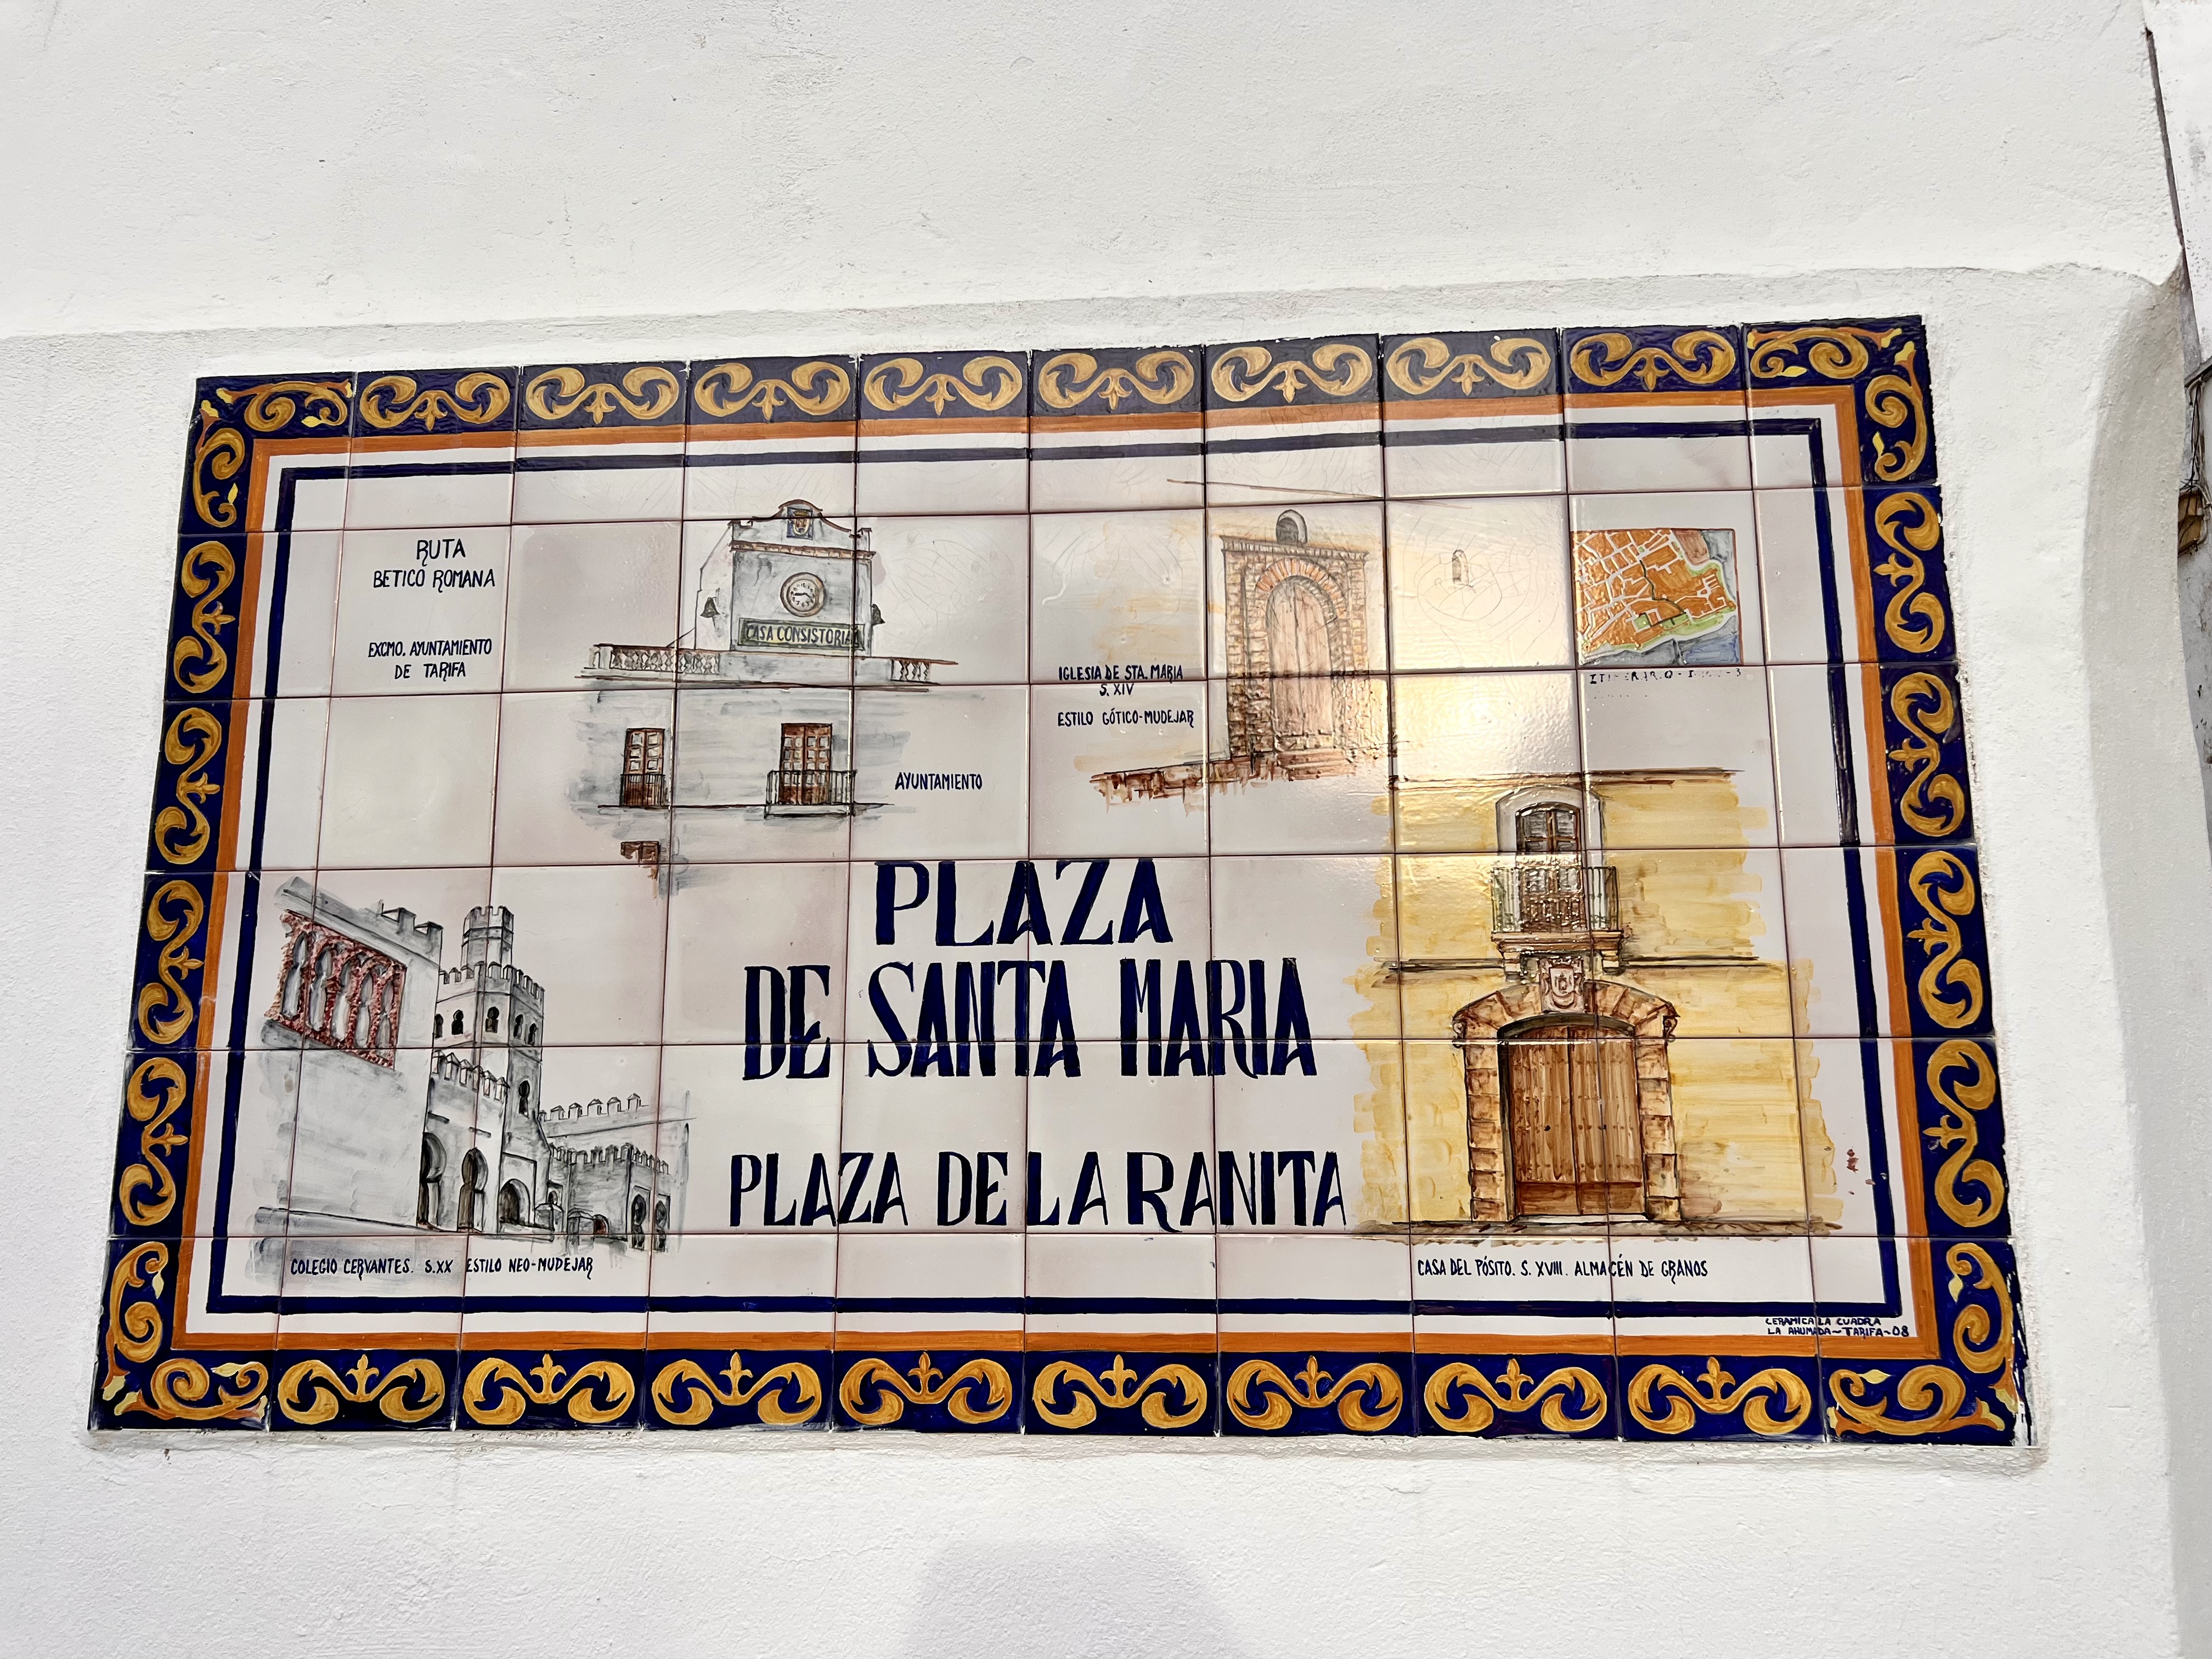 RUTA
BETICO ROMANA
EXCMO. AYUNTAMIENTO
DE TARIFA
CASA CONSISTORIAL
AYUNTAMIENTO
IGLESIA DE STA. MARIA
S. XIV
ESTILO GÓTICO-MUDEJAR
PLAZA
DE SANTA MARIA
PLAZA DE LA RANITA
COLEGIO CERVANTES. S.XX ESTILO NEO-MUDEJAR
CASA DEL PÓSITO. S. XVIII. ALMACÉN DE GRANOS
CERAMICA LA CUADRA
LA AHUMADA-TARIFA-08